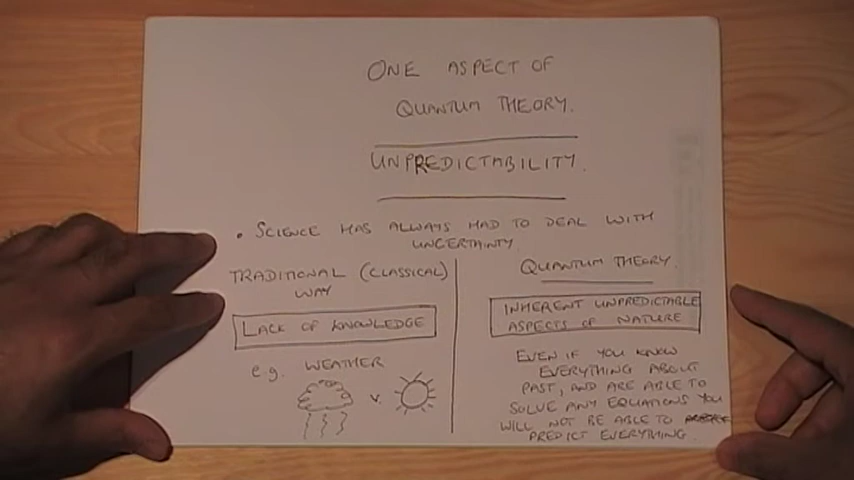 ONE ASPECT OF
QUANTUM THEORY.
UNPREDICTABILITY.
• SCIENCE HAS ALWAYS HAD TO DEAL WITH
UNCERTAINTY.
TRADITIONAL (CLASSICAL)
WAY
LACK OF KNOWLEDGE
e.g. WEATHER
v.
QUANTUM THEORY.
INHERENT UNPREDICTABLE
ASPECTS OF NATURE
EVEN IF YOU KNOW
EVERYTHING ABOUT
PAST, AND ARE ABLE TO
SOLVE ANY EQUATIONS YOU
WILL NOT BE ABLE TO
PREDICT EVERYTHING.